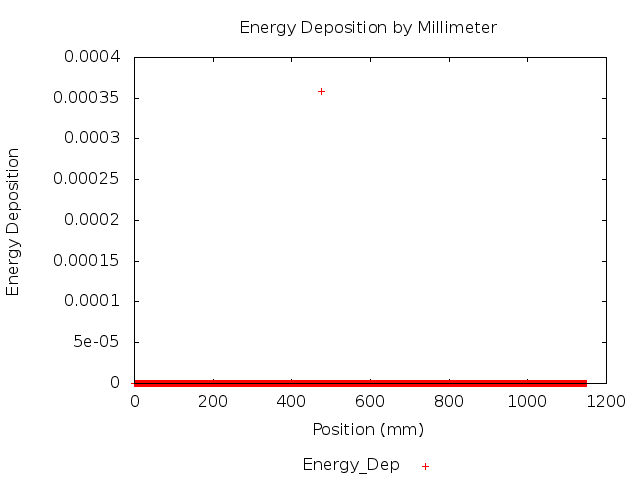 Energy Deposition by Millimeter
0.0004
0.00035
0.0003
0.00025
0.0002
0.00015
0.0001
5e-05
0
Energy Deposition
0 200 400 600 800 1000 1200
Position (mm)
Energy_Dep